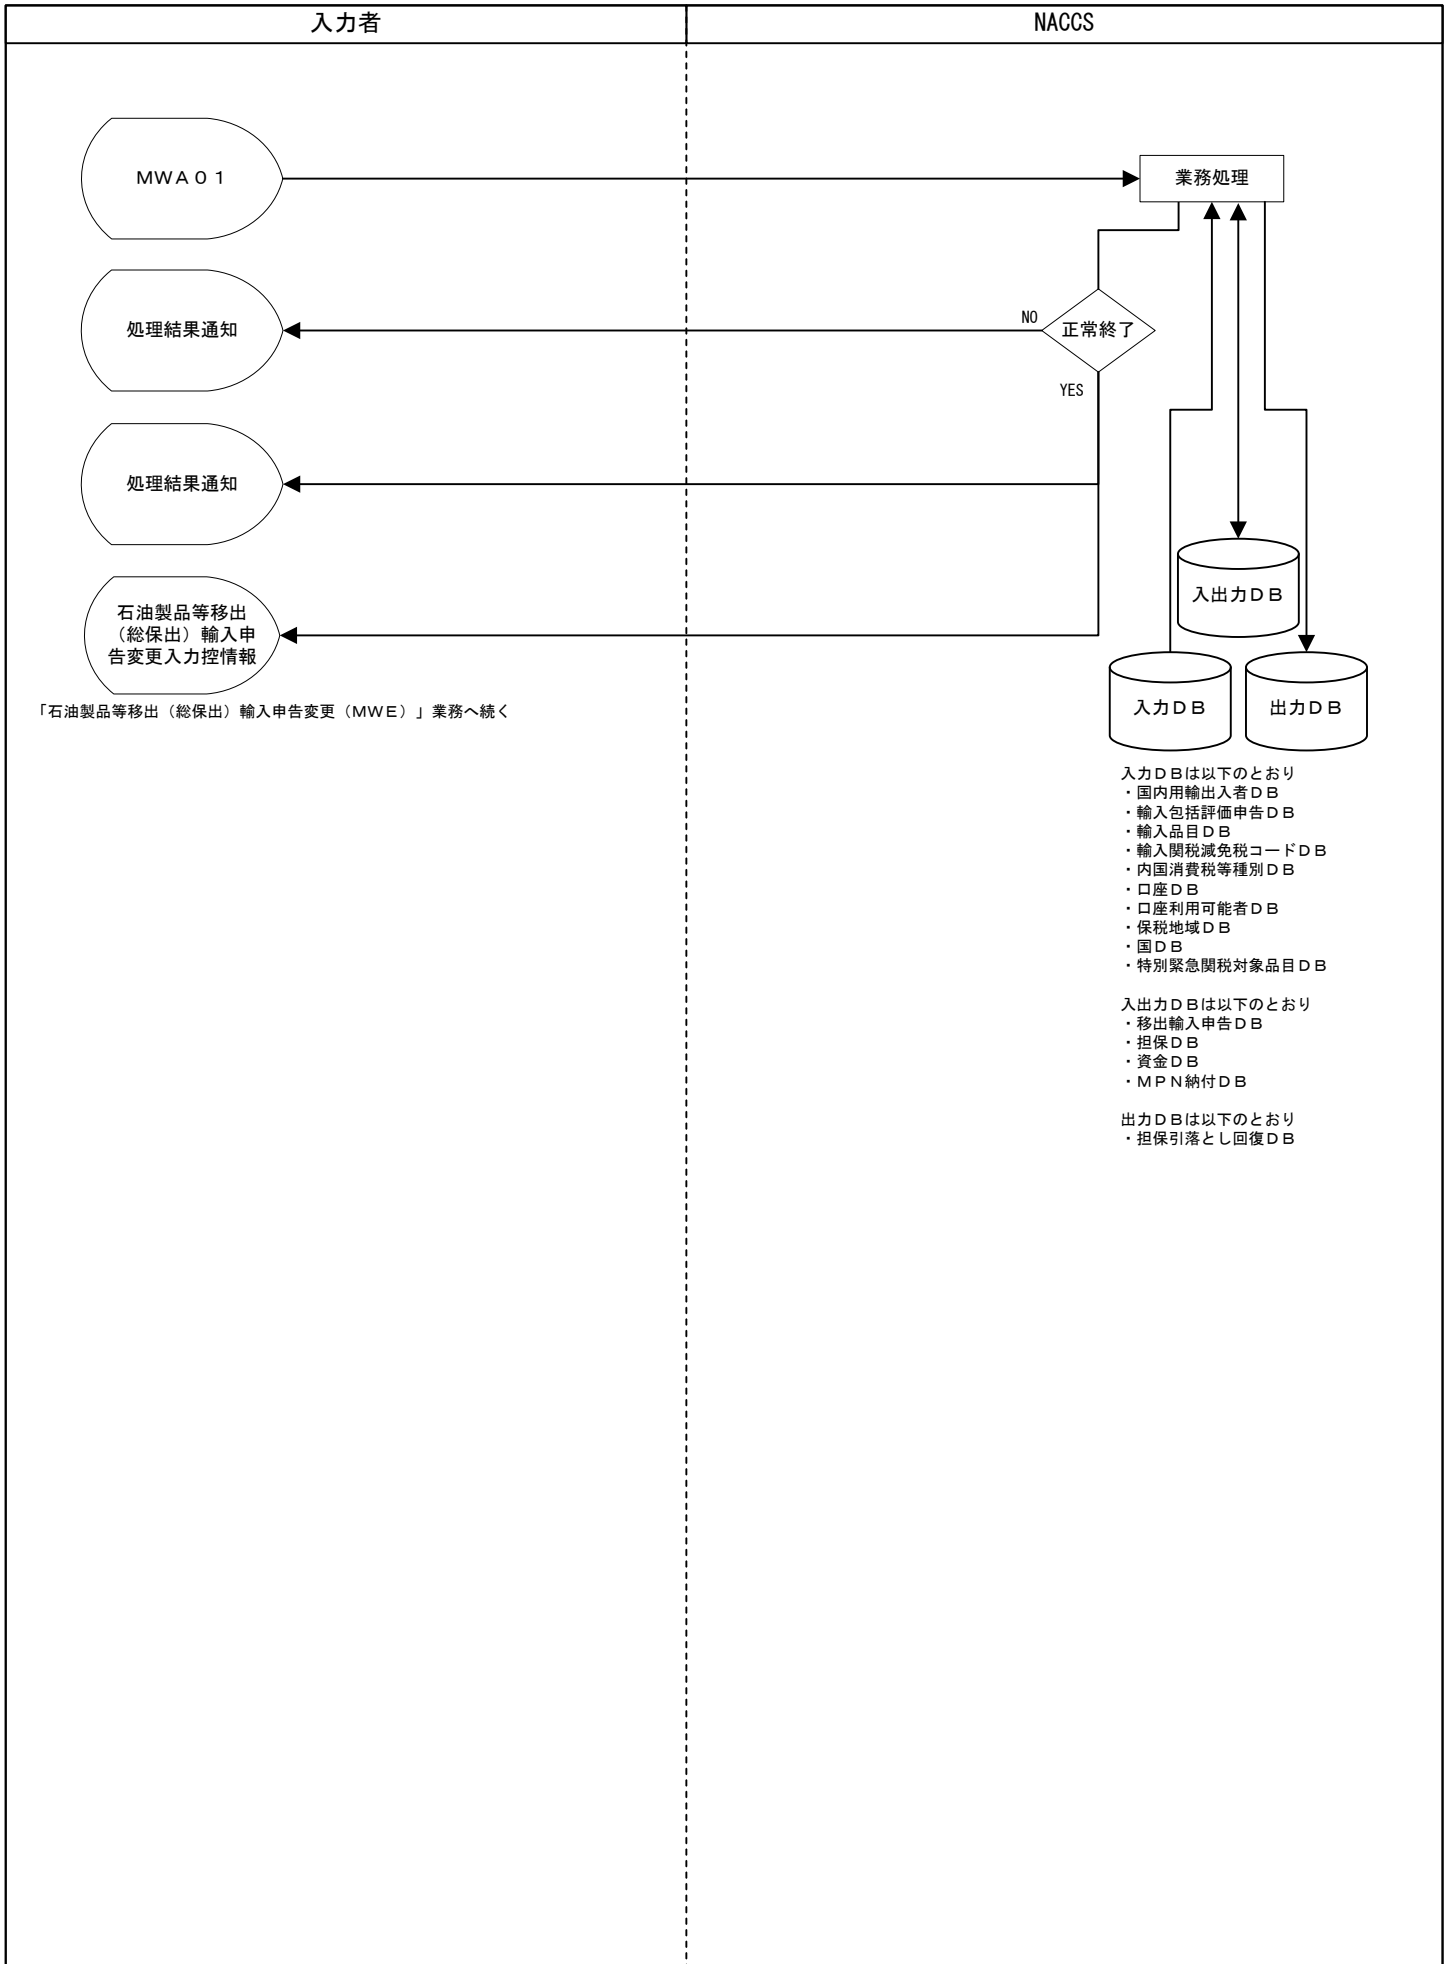 入力者
NACCS
ＭＷＡ０１
業務処理
処理結果通知
NO
正常終了
YES
処理結果通知
石油製品等移出
（総保出）輸入申
告変更入力控情報
「石油製品等移出（総保出）輸入申告変更（ＭＷＥ）」業務へ続く
入出力ＤＢ
入力ＤＢ
出力ＤＢ
入力ＤＢは以下のとおり
・国内用輸出入者ＤＢ
・輸入包括評価申告ＤＢ
・輸入品目ＤＢ
・輸入関税減免税コードＤＢ
・内国消費税等種別ＤＢ
・口座ＤＢ
・口座利用可能者ＤＢ
・保税地域ＤＢ
・国ＤＢ
・特別緊急関税対象品目ＤＢ
入出力ＤＢは以下のとおり
・移出輸入申告ＤＢ
・担保ＤＢ
・資金ＤＢ
・ＭＰＮ納付ＤＢ
出力ＤＢは以下のとおり
・担保引落とし回復ＤＢ